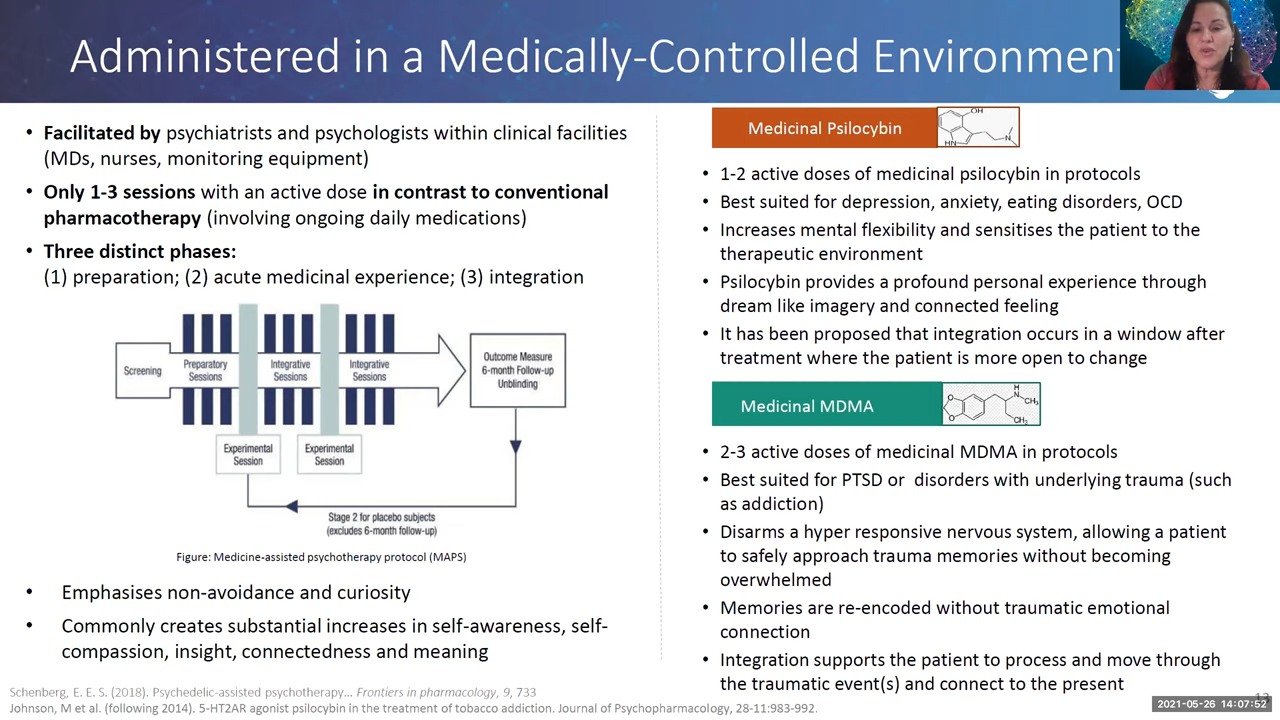 Administered in a Medically-Controlled Environment
• Facilitated by psychiatrists and psychologists within clinical facilities
(MDs, nurses, monitoring equipment)
• Only 1-3 sessions with an active dose in contrast to conventional
pharmacotherapy (involving ongoing daily medications)
• Three distinct phases:
(1) preparation; (2) acute medicinal experience; (3) integration
Screening
Preparatory
Sessions
Integrative
Sessions
Integrative
Sessions
Outcome Measure
6-month Follow-up
Unblinding
Experimental
Session
Experimental
Session
Stage 2 for placebo subjects
(excludes 6-month follow-up)
Figure: Medicine-assisted psychotherapy protocol (MAPS)
• Emphasises non-avoidance and curiosity
• Commonly creates substantial increases in self-awareness, self-
compassion, insight, connectedness and meaning
Medicinal Psilocybin
OH
N
HN
• 1-2 active doses of medicinal psilocybin in protocols
• Best suited for depression, anxiety, eating disorders, OCD
• Increases mental flexibility and sensitises the patient to the
therapeutic environment
• Psilocybin provides a profound personal experience through
dream like imagery and connected feeling
• It has been proposed that integration occurs in a window after
treatment where the patient is more open to change
Medicinal MDMA
H
N
CH3
O
O
CH3
• 2-3 active doses of medicinal MDMA in protocols
• Best suited for PTSD or disorders with underlying trauma (such
as addiction)
• Disarms a hyper responsive nervous system, allowing a patient
to safely approach trauma memories without becoming
overwhelmed
• Memories are re-encoded without traumatic emotional
connection
• Integration supports the patient to process and move through
the traumatic event(s) and connect to the present
Schenberg, E. E. S. (2018). Psychedelic-assisted psychotherapy... Frontiers in pharmacology, 9, 733
Johnson, M et al. (following 2014). 5-HT2AR agonist psilocybin in the treatment of tobacco addiction. Journal of Psychopharmacology, 28-11:983-992.
13
2021-05-26 14:07:52